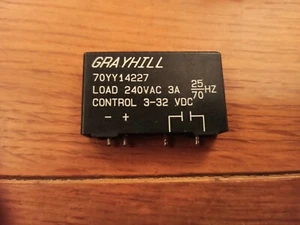 GRAYHILL
70YY14227
LOAD 240VAC 3A 25/70 HZ
CONTROL 3-32 VDC
- +